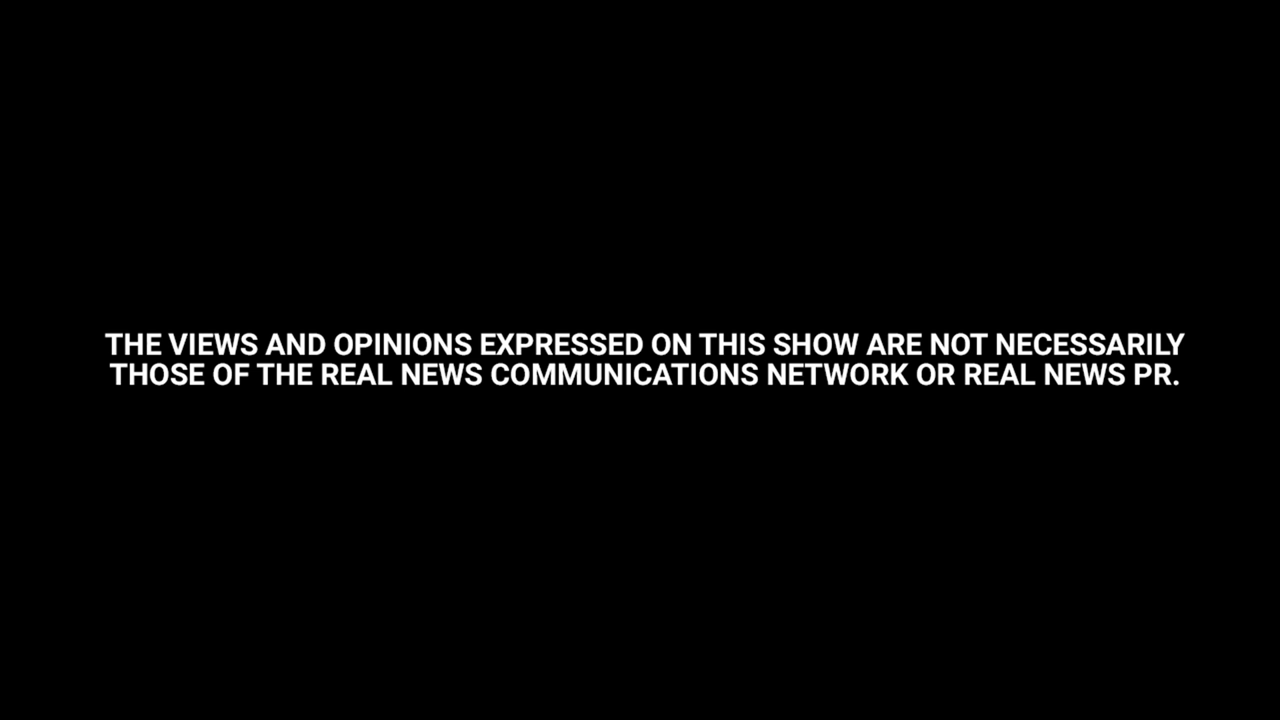 THE VIEWS AND OPINIONS EXPRESSED ON THIS SHOW ARE NOT NECESSARILY
THOSE OF THE REAL NEWS COMMUNICATIONS NETWORK OR REAL NEWS PR.